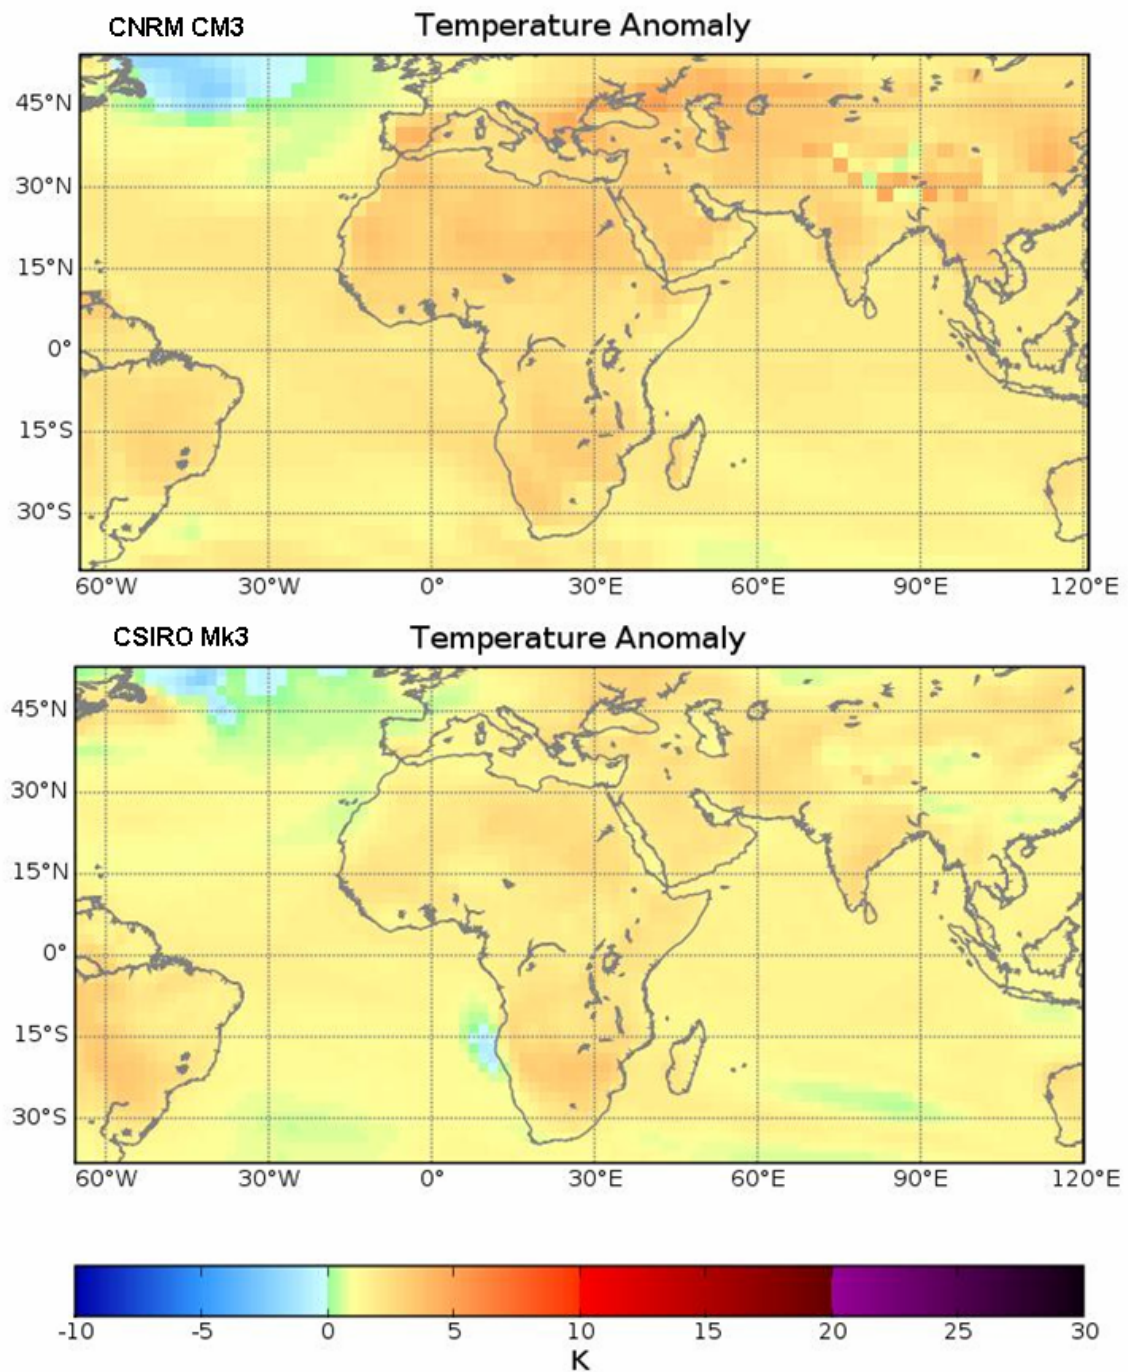 CNRM CM3 Temperature Anomaly
45°N
30°N
15°N
0°
15°S
30°S
60°W 30°W 0° 30°E 60°E 90°E 120°E
CSIRO Mk3 Temperature Anomaly
45°N
30°N
15°N
0°
15°S
30°S
60°W 30°W 0° 30°E 60°E 90°E 120°E
-10 -5 0 5 10 15 20 25 30
K